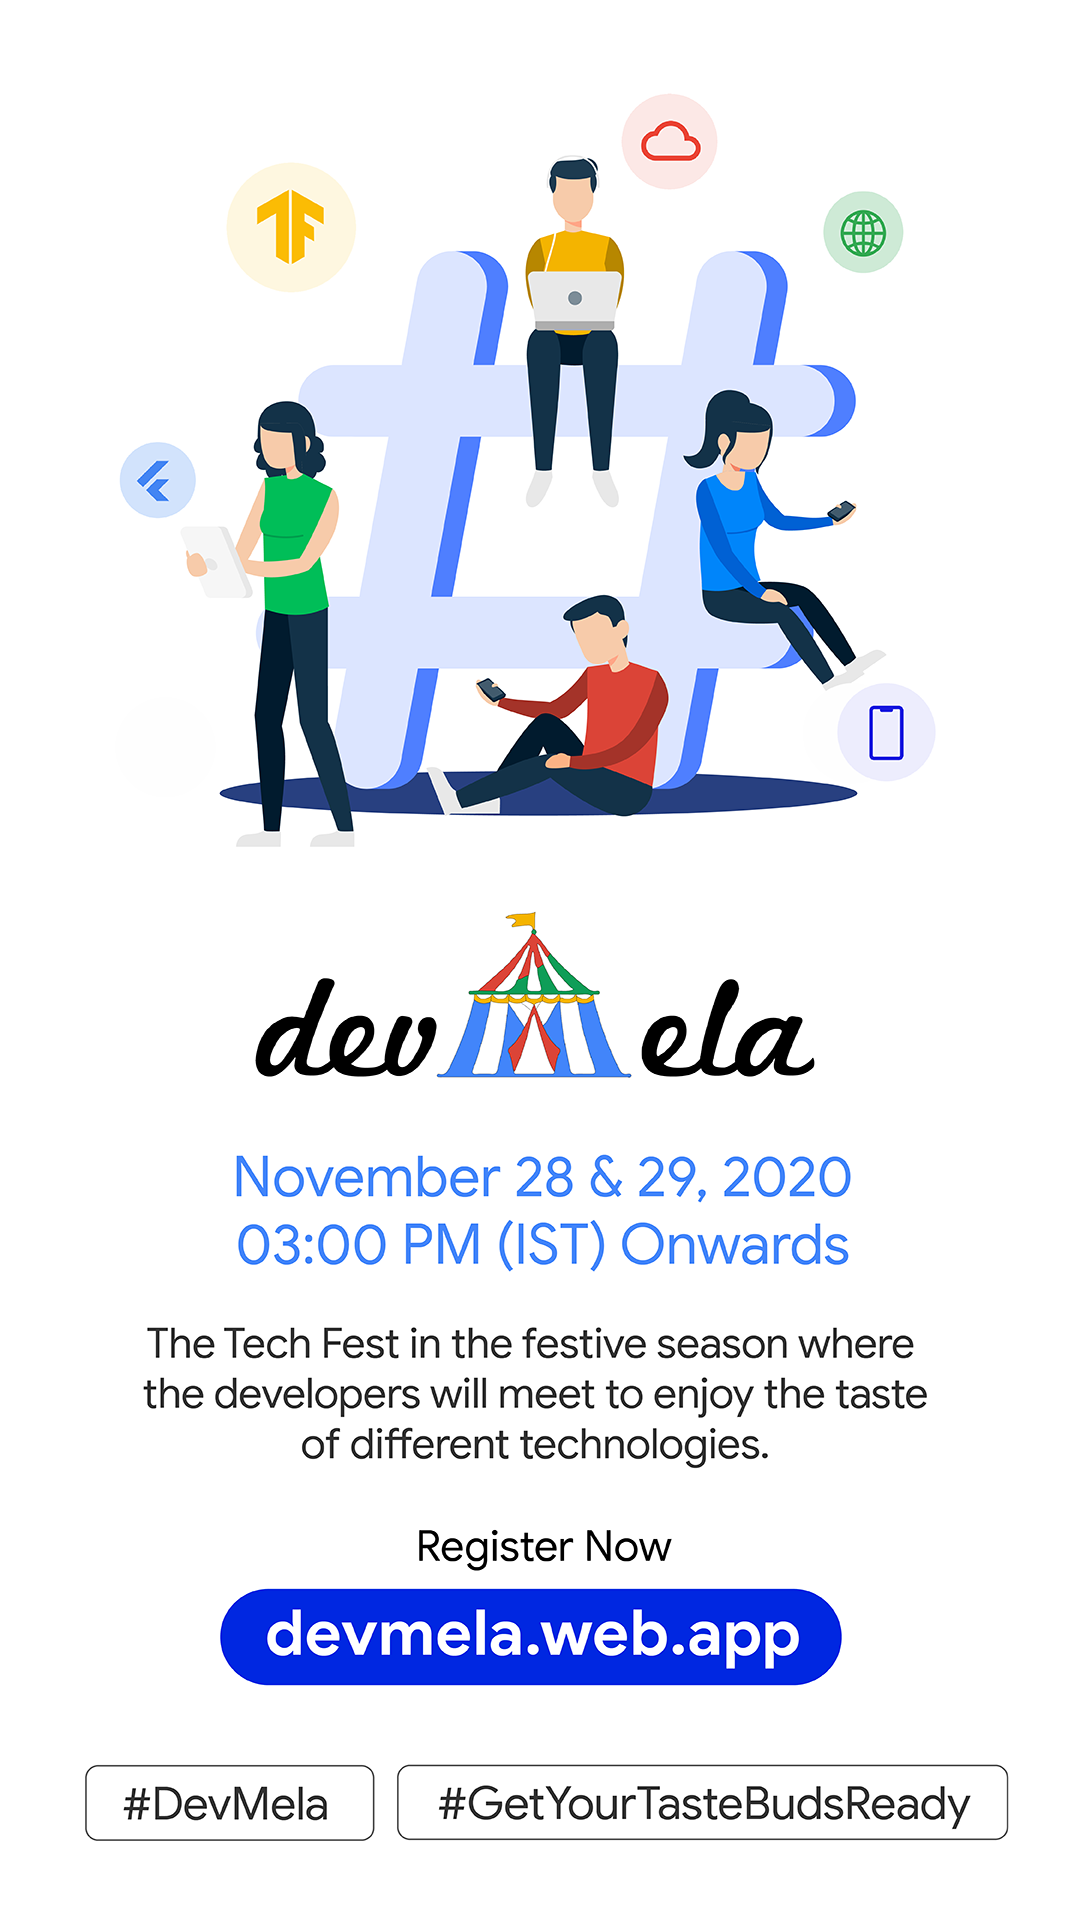 devMela
November 28 & 29, 2020
03:00 PM (IST) Onwards
The Tech Fest in the festive season where
the developers will meet to enjoy the taste
of different technologies.
Register Now
devmela.web.app
#DevMela
#GetYourTasteBudsReady